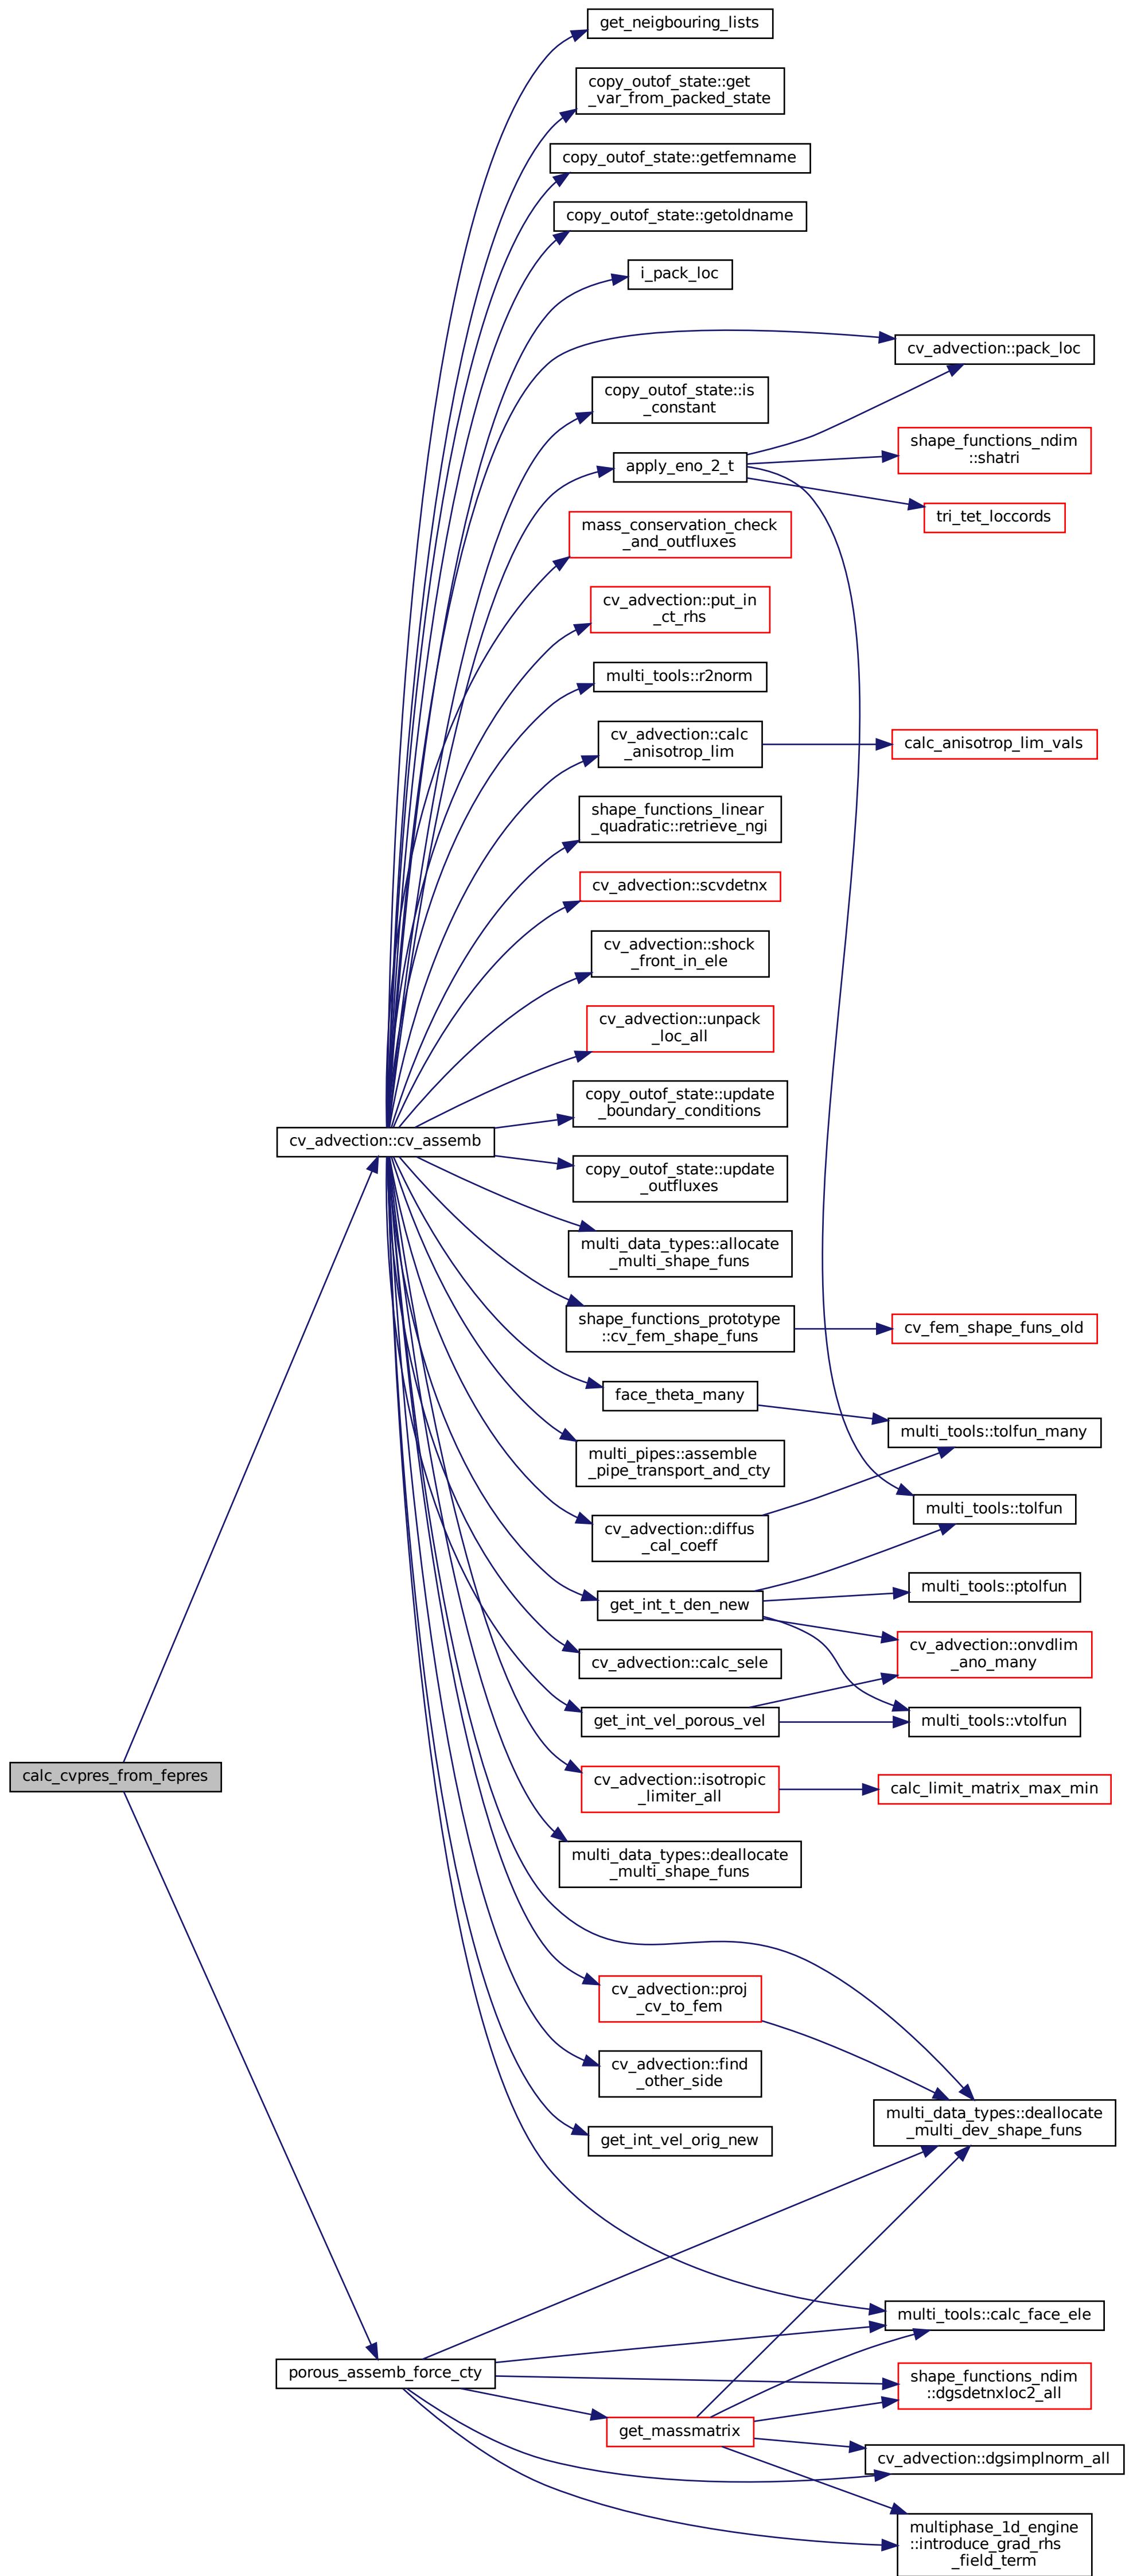 get_neigbouring_lists
copy_outof_state::get
_var_from_packed_state
copy_outof_state::getfemname
copy_outof_state::getoldname
i_pack_loc
cv_advection::pack_loc
copy_outof_state::is
_constant
apply_eno_2_t
shape_functions_ndim
::shatri
tri_tet_loccords
mass_conservation_check
_and_outfluxes
cv_advection::put_in
_ct_rhs
multi_tools::r2norm
cv_advection::calc
_anisotrop_lim
calc_anisotrop_lim_vals
shape_functions_linear
_quadratic::retrieve_ngi
cv_advection::scvdetnx
cv_advection::shock
_front_in_ele
cv_advection::unpack
_loc_all
copy_outof_state::update
_boundary_conditions
cv_advection::cv_assemb
copy_outof_state::update
_outfluxes
multi_data_types::allocate
_multi_shape_funs
shape_functions_prototype
::cv_fem_shape_funs
cv_fem_shape_funs_old
face_theta_many
multi_tools::tolfun_many
multi_pipes::assemble
_pipe_transport_and_cty
multi_tools::tolfun
cv_advection::diffus
_cal_coeff
multi_tools::ptolfun
get_int_t_den_new
cv_advection::onvdlim
_ano_many
cv_advection::calc_sele
get_int_vel_porous_vel
multi_tools::vtolfun
calc_cvpres_from_fepres
cv_advection::isotropic
_limiter_all
calc_limit_matrix_max_min
multi_data_types::deallocate
_multi_shape_funs
cv_advection::proj
_cv_to_fem
cv_advection::find
_other_side
multi_data_types::deallocate
_multi_dev_shape_funs
get_int_vel_orig_new
multi_tools::calc_face_ele
porous_assemb_force_cty
shape_functions_ndim
::dgsdetnxloc2_all
get_massmatrix
cv_advection::dgsimplnorm_all
multiphase_1d_engine
::introduce_grad_rhs
_field_term